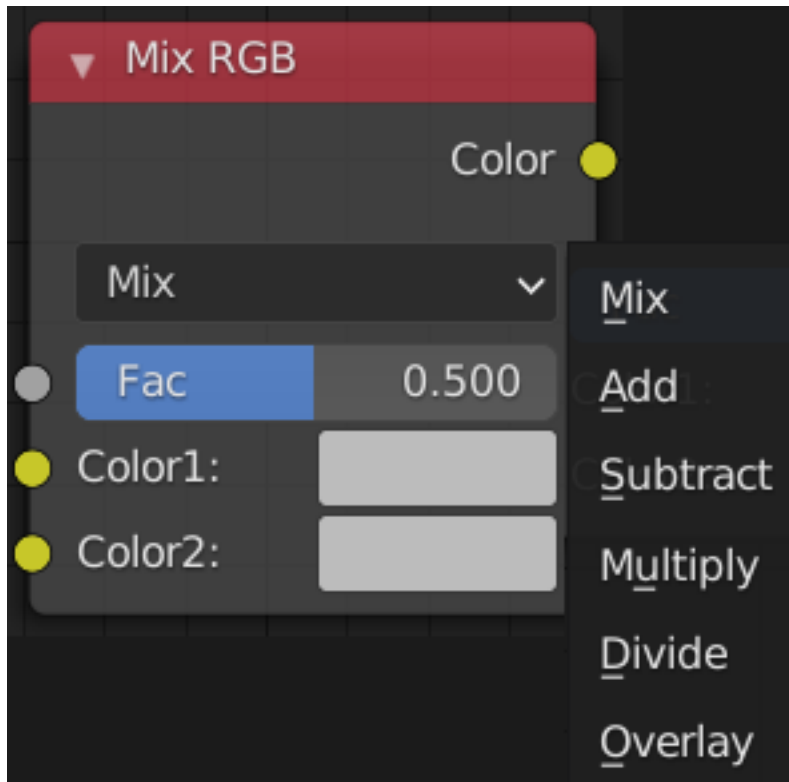 Mix RGB
Color
Mix
Fac 0.500
Color1:
Color2:
Mix
Add
Subtract
Multiply
Divide
Overlay